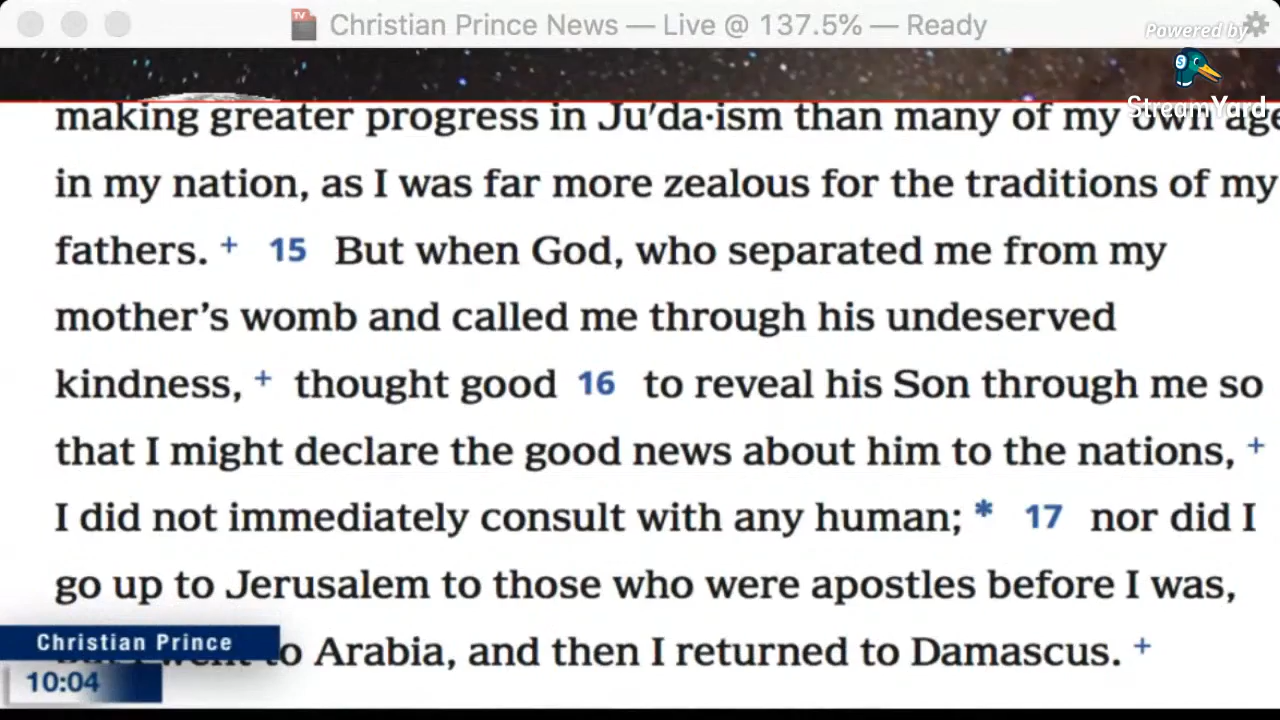 Christian Prince News — Live @ 137.5% — Ready
Powered by
StreamYard
making greater progress in Ju′da·ism than many of my own age
in my nation, as I was far more zealous for the traditions of my
fathers. + 15 But when God, who separated me from my
mother’s womb and called me through his undeserved
kindness, + thought good 16 to reveal his Son through me so
that I might declare the good news about him to the nations, +
I did not immediately consult with any human; * 17 nor did I
go up to Jerusalem to those who were apostles before I was,
to Arabia, and then I returned to Damascus. +
Christian Prince
10:04